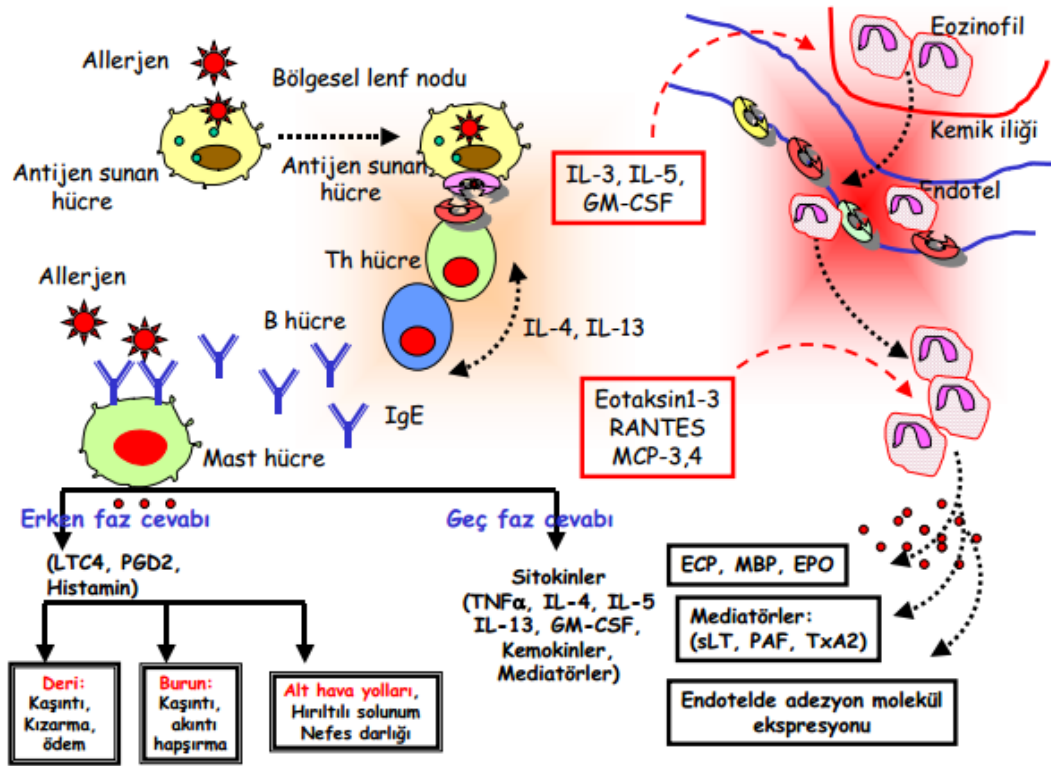 Allerjen
Bölgesel lenf nodu
Antijen sunan
hücre
Antijen sunan
hücre
Th hücre
B hücre
IL-4, IL-13
Allerjen
IgE
Mast hücre
IL-3, IL-5,
GM-CSF
Eozinofil
Kemik iliği
Endotel
Eotaksin1-3
RANTES
MCP-3,4
Erken faz cevabı
(LTC4, PGD2,
Histamin)
Deri:
Kaşıntı,
Kızarma,
ödem
Burun:
Kaşıntı,
akıntı
hapşırma
Alt hava yolları,
Hırıltılı solunum
Nefes darlığı
Geç faz cevabı
Sitokinler
(TNFα, IL-4, IL-5
IL-13, GM-CSF,
Kemokinler,
Mediatörler)
ECP, MBP, EPO
Mediatörler:
(sLT, PAF, TxA2)
Endotelde adezyon molekül
ekspresyonu